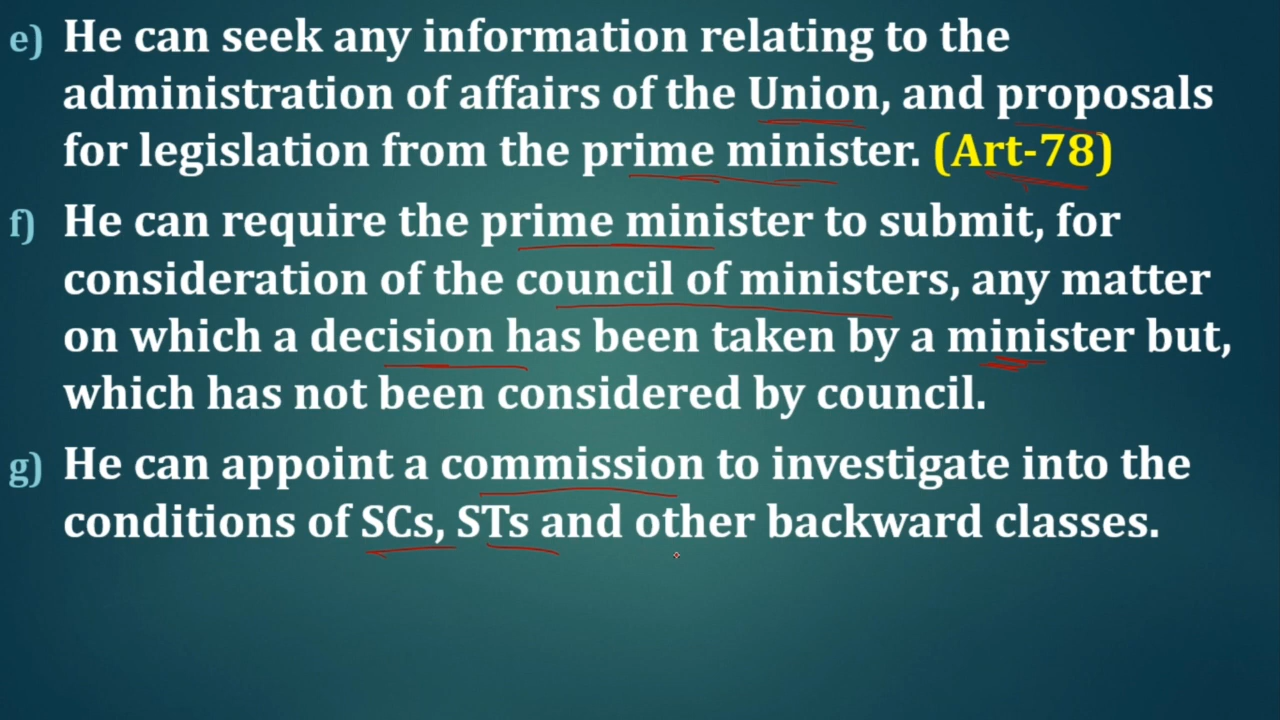 e) He can seek any information relating to the
administration of affairs of the Union, and proposals
for legislation from the prime minister. (Art-78)
f) He can require the prime minister to submit, for
consideration of the council of ministers, any matter
on which a decision has been taken by a minister but,
which has not been considered by council.
g) He can appoint a commission to investigate into the
conditions of SCs, STs and other backward classes.